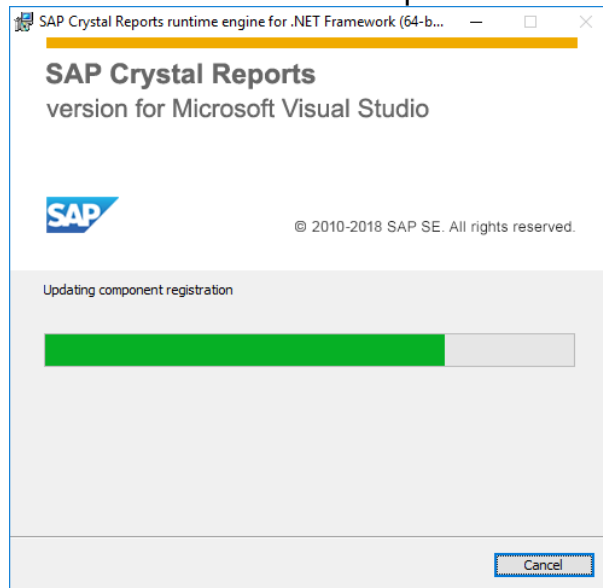 SAP Crystal Reports runtime engine for .NET Framework (64-b...
SAP Crystal Reports
version for Microsoft Visual Studio
SAP
© 2010-2018 SAP SE. All rights reserved.
Updating component registration
Cancel